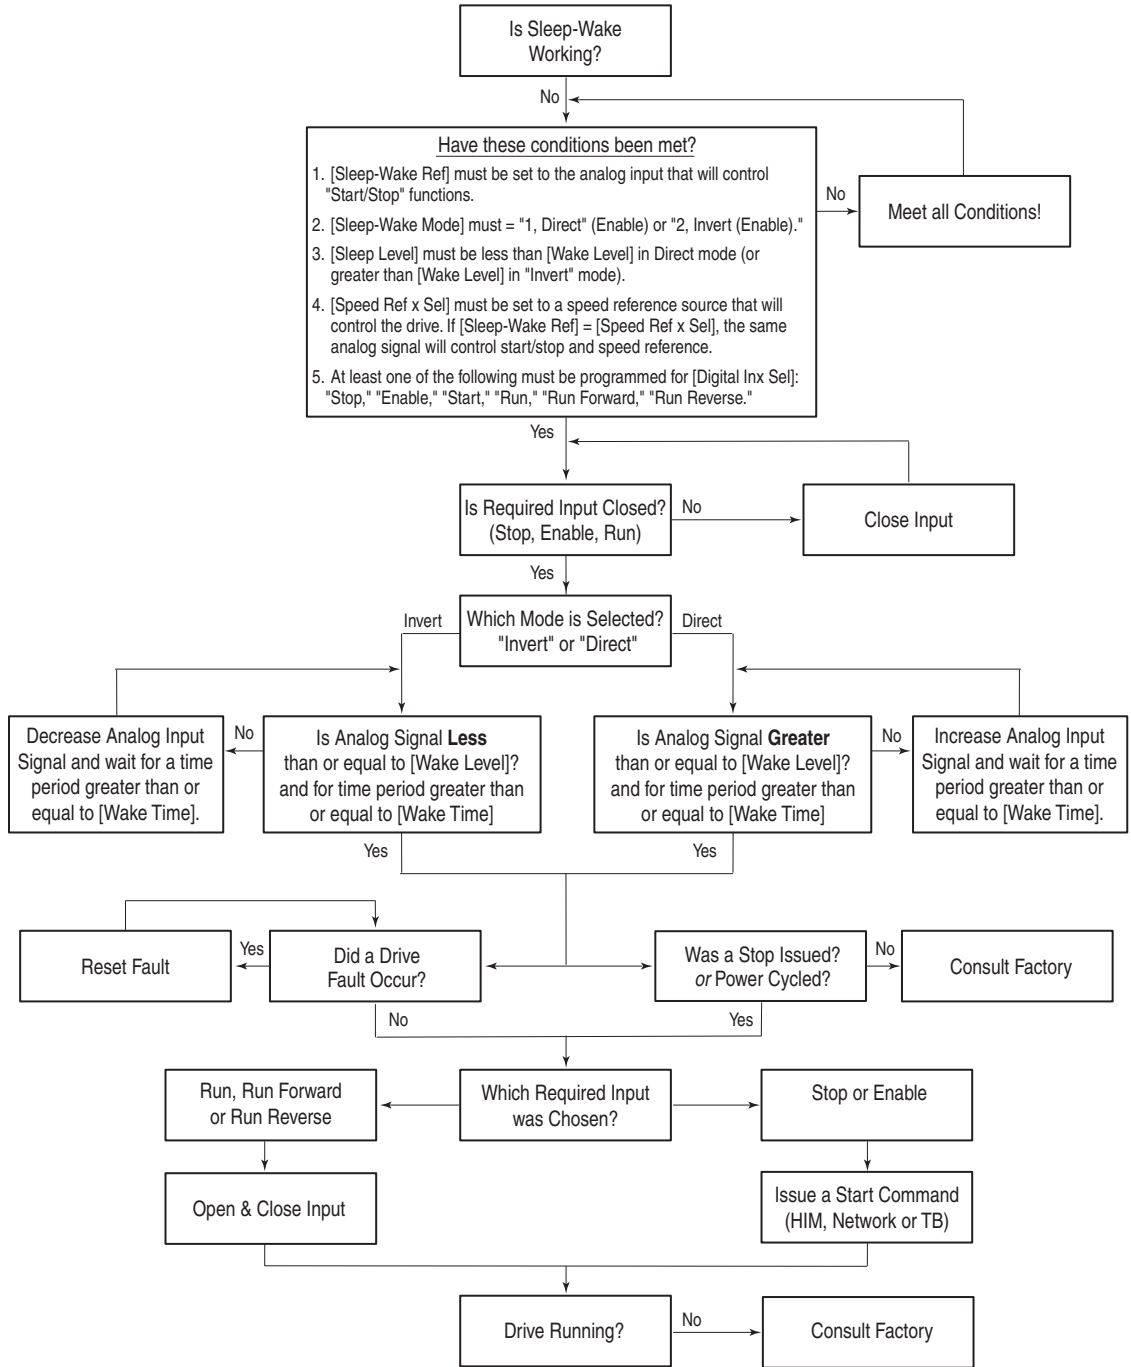 Is Sleep-Wake
Working?
No
Have these conditions been met?
1. [Sleep-Wake Ref] must be set to the analog input that will control
"Start/Stop" functions.
2. [Sleep-Wake Mode] must = "1, Direct" (Enable) or "2, Invert (Enable)."
3. [Sleep Level] must be less than [Wake Level] in Direct mode (or
greater than [Wake Level] in "Invert" mode).
4. [Speed Ref x Sel] must be set to a speed reference source that will
control the drive. If [Sleep-Wake Ref] = [Speed Ref x Sel], the same
analog signal will control start/stop and speed reference.
5. At least one of the following must be programmed for [Digital Inx Sel]:
"Stop," "Enable," "Start," "Run," "Run Forward," "Run Reverse."
No
Meet all Conditions!
Yes
Is Required Input Closed?
(Stop, Enable, Run)
No
Close Input
Yes
Which Mode is Selected?
"Invert" or "Direct"
Invert
Direct
Decrease Analog Input
Signal and wait for a time
period greater than or
equal to [Wake Time].
No
Is Analog Signal Less
than or equal to [Wake Level]?
and for time period greater than
or equal to [Wake Time]
Is Analog Signal Greater
than or equal to [Wake Level]?
and for time period greater than
or equal to [Wake Time]
No
Increase Analog Input
Signal and wait for a time
period greater than or
equal to [Wake Time].
Yes
Yes
Reset Fault
Yes
Did a Drive
Fault Occur?
Was a Stop Issued?
or Power Cycled?
No
Consult Factory
No
Yes
Run, Run Forward
or Run Reverse
Which Required Input
was Chosen?
Stop or Enable
Open & Close Input
Issue a Start Command
(HIM, Network or TB)
Drive Running?
No
Consult Factory